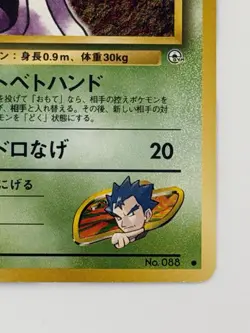 ン：身長0.9m、体重30kg
トベトハンド
を投げて「おもて」なら、相手の控えポケモンを
び、相手と入れ替える。その後、新しい相手の対
モンを「どく」状態にする。
ドロなげ 20
にげる
No. 088 ●